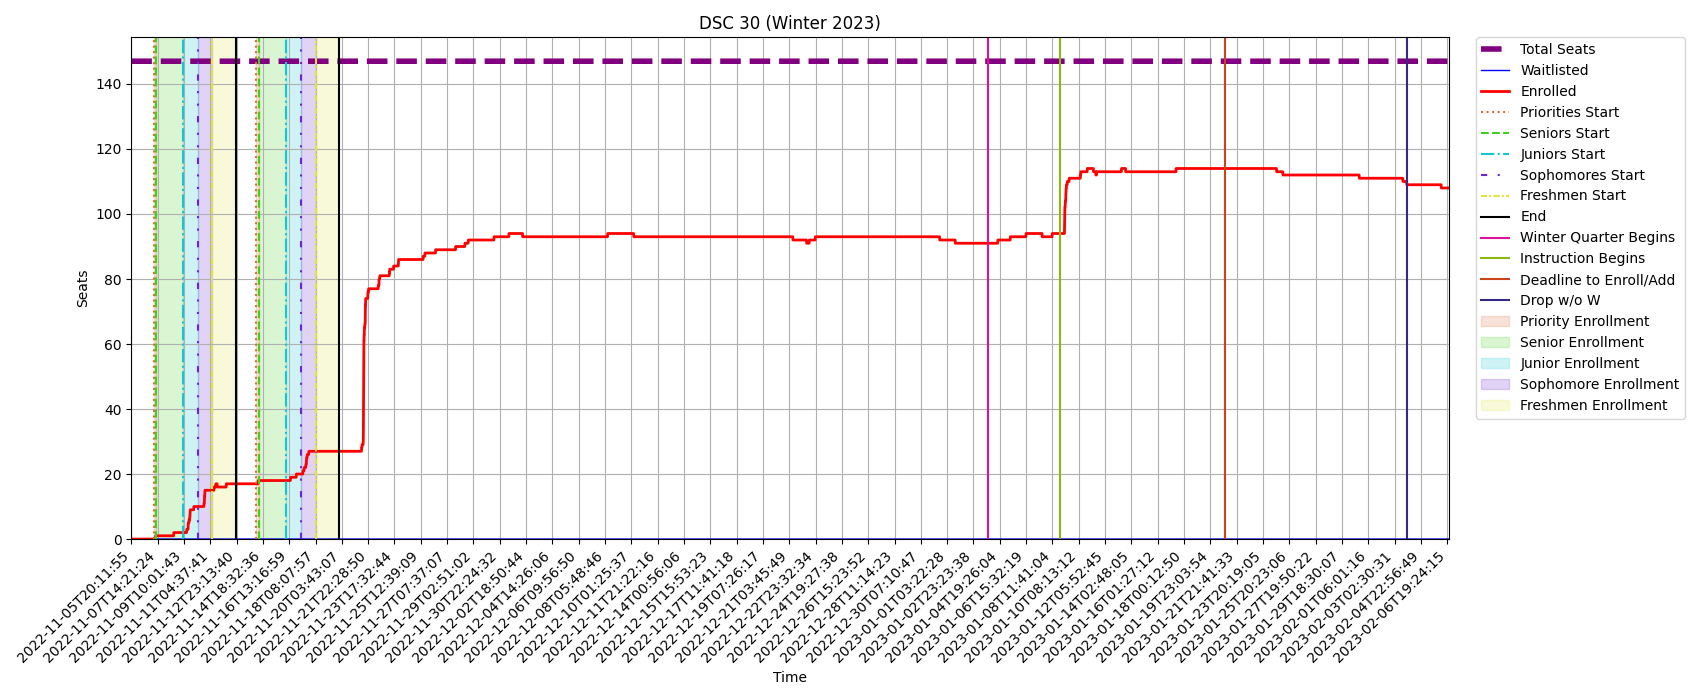 DSC 30 (Winter 2023)
Seats
140
120
100
80
60
40
20
0
2022-11-05T20:11:55
2022-11-07T14:21:24
2022-11-09T10:01:43
2022-11-11T04:37:41
2022-11-12T23:13:40
2022-11-14T18:32:36
2022-11-16T13:16:59
2022-11-18T08:07:57
2022-11-20T03:43:07
2022-11-21T22:28:50
2022-11-23T17:32:44
2022-11-25T12:39:09
2022-11-27T07:37:07
2022-11-29T02:51:02
2022-11-30T22:24:32
2022-12-02T18:50:44
2022-12-04T14:26:06
2022-12-06T09:56:50
2022-12-08T05:48:46
2022-12-10T01:25:37
2022-12-11T21:22:16
2022-12-14T00:56:06
2022-12-15T15:53:23
2022-12-17T11:41:18
2022-12-19T07:26:17
2022-12-21T03:45:49
2022-12-22T23:32:34
2022-12-24T19:27:38
2022-12-26T15:23:52
2022-12-28T11:14:23
2022-12-30T07:10:47
2023-01-01T03:22:28
2023-01-02T23:23:38
2023-01-04T19:26:04
2023-01-06T15:32:19
2023-01-08T11:41:04
2023-01-10T08:13:12
2023-01-12T05:52:45
2023-01-14T02:48:05
2023-01-16T01:27:12
2023-01-18T00:12:50
2023-01-19T23:03:54
2023-01-21T21:41:33
2023-01-23T20:19:05
2023-01-25T20:23:06
2023-01-27T19:50:22
2023-01-29T18:30:07
2023-02-01T06:01:16
2023-02-03T02:30:31
2023-02-04T22:56:49
2023-02-06T19:24:15
Time
Total Seats
Waitlisted
Enrolled
Priorities Start
Seniors Start
Juniors Start
Sophomores Start
Freshmen Start
End
Winter Quarter Begins
Instruction Begins
Deadline to Enroll/Add
Drop w/o W
Priority Enrollment
Senior Enrollment
Junior Enrollment
Sophomore Enrollment
Freshmen Enrollment